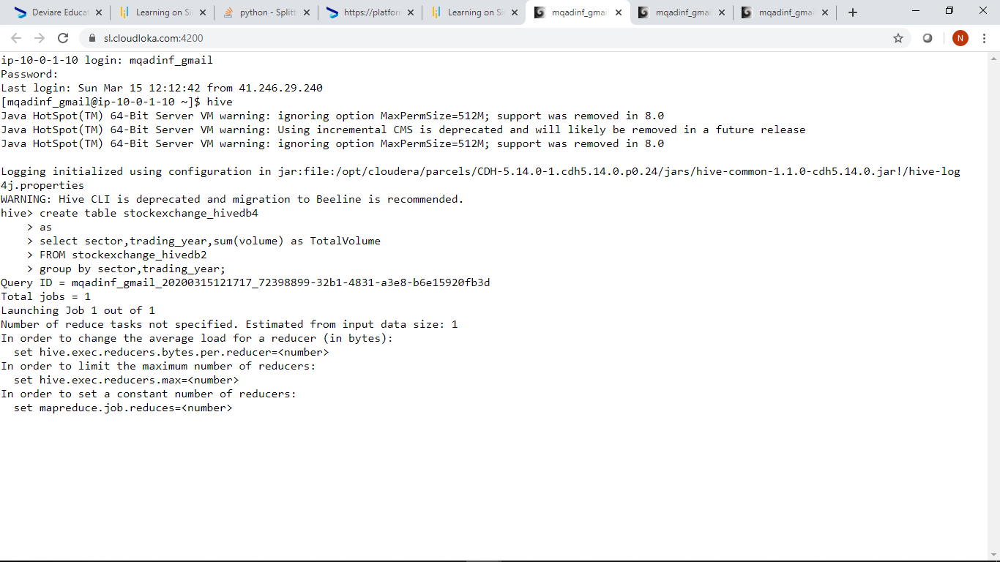 Deviare Educat
Learning on Si
python - Splitt
https://platfor
Learning on Si
mqadinf_gmai
mqadinf_gmai
mqadinf_gmai
sl.cloudloka.com:4200
N
ip-10-0-1-10 login: mqadinf_gmail
Password:
Last login: Sun Mar 15 12:12:42 from 41.246.29.240
[mqadinf_gmail@ip-10-0-1-10 ~]$ hive
Java HotSpot(TM) 64-Bit Server VM warning: ignoring option MaxPermSize=512M; support was removed in 8.0
Java HotSpot(TM) 64-Bit Server VM warning: Using incremental CMS is deprecated and will likely be removed in a future release
Java HotSpot(TM) 64-Bit Server VM warning: ignoring option MaxPermSize=512M; support was removed in 8.0
Logging initialized using configuration in jar:file:/opt/cloudera/parcels/CDH-5.14.0-1.cdh5.14.0.p0.24/jars/hive-common-1.1.0-cdh5.14.0.jar!/hive-log
4j.properties
WARNING: Hive CLI is deprecated and migration to Beeline is recommended.
hive> create table stockexchange_hivedb4
> as
> select sector,trading_year,sum(volume) as TotalVolume
> FROM stockexchange_hivedb2
> group by sector,trading_year;
Query ID = mqadinf_gmail_20200315121717_72398899-32b1-4831-a3e8-b6e15920fb3d
Total jobs = 1
Launching Job 1 out of 1
Number of reduce tasks not specified. Estimated from input data size: 1
In order to change the average load for a reducer (in bytes):
set hive.exec.reducers.bytes.per.reducer=<number>
In order to limit the maximum number of reducers:
set hive.exec.reducers.max=<number>
In order to set a constant number of reducers:
set mapreduce.job.reduces=<number>